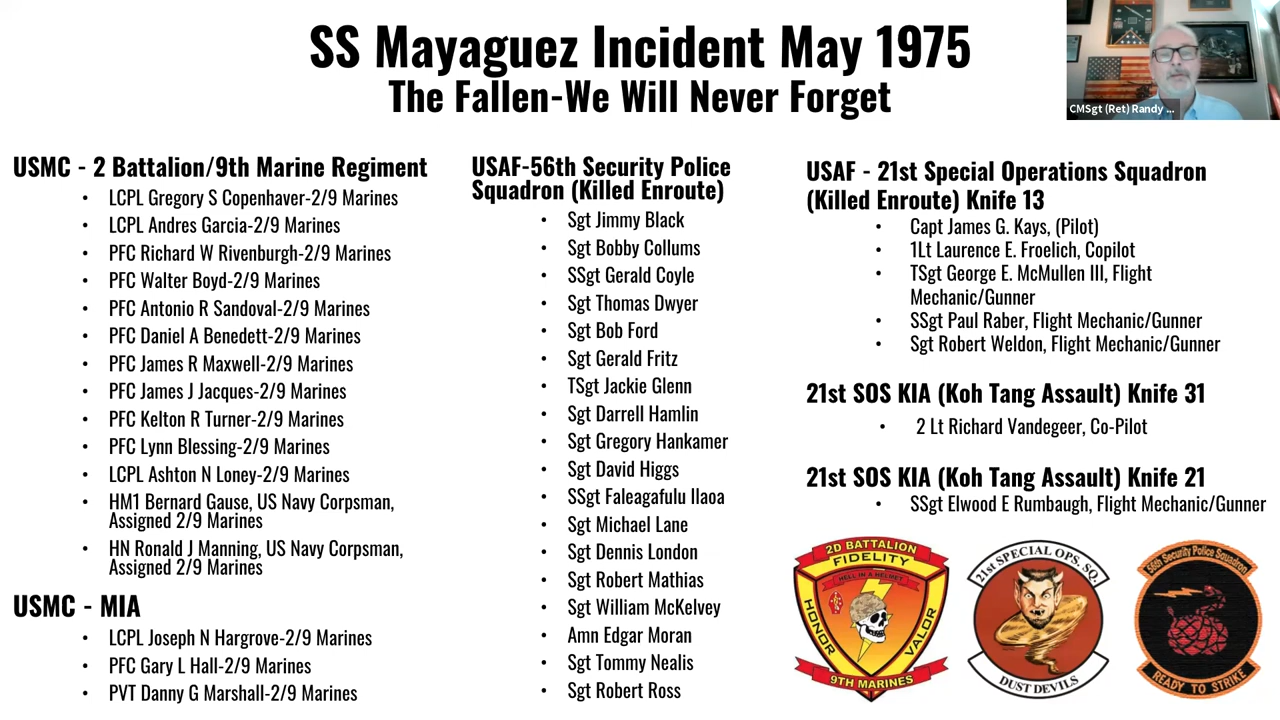 SS Mayaguez Incident May 1975
The Fallen-We Will Never Forget
CMSgt (Ret) Randy ...
USMC - 2 Battalion/9th Marine Regiment
• LCPL Gregory S Copenhaver-2/9 Marines
• LCPL Andres Garcia-2/9 Marines
• PFC Richard W Rivenburgh-2/9 Marines
• PFC Walter Boyd-2/9 Marines
• PFC Antonio R Sandoval-2/9 Marines
• PFC Daniel A Benedett-2/9 Marines
• PFC James R Maxwell-2/9 Marines
• PFC James J Jacques-2/9 Marines
• PFC Kelton R Turner-2/9 Marines
• PFC Lynn Blessing-2/9 Marines
• LCPL Ashton N Loney-2/9 Marines
• HM1 Bernard Gause, US Navy Corpsman,
Assigned 2/9 Marines
• HN Ronald J Manning, US Navy Corpsman,
Assigned 2/9 Marines
USMC - MIA
• LCPL Joseph N Hargrove-2/9 Marines
• PFC Gary L Hall-2/9 Marines
• PVT Danny G Marshall-2/9 Marines
USAF-56th Security Police
Squadron (Killed Enroute)
• Sgt Jimmy Black
• Sgt Bobby Collums
• SSgt Gerald Coyle
• Sgt Thomas Dwyer
• Sgt Bob Ford
• Sgt Gerald Fritz
• TSgt Jackie Glenn
• Sgt Darrell Hamlin
• Sgt Gregory Hankamer
• Sgt David Higgs
• SSgt Faleagafulu Ilaoa
• Sgt Michael Lane
• Sgt Dennis London
• Sgt Robert Mathias
• Sgt William McKelvey
• Amn Edgar Moran
• Sgt Tommy Nealis
• Sgt Robert Ross
USAF - 21st Special Operations Squadron
(Killed Enroute) Knife 13
• Capt James G. Kays, (Pilot)
• 1Lt Laurence E. Froelich, Copilot
• TSgt George E. McMullen III, Flight
Mechanic/Gunner
• SSgt Paul Raber, Flight Mechanic/Gunner
• Sgt Robert Weldon, Flight Mechanic/Gunner
21st SOS KIA (Koh Tang Assault) Knife 31
• 2 Lt Richard Vandegeer, Co-Pilot
21st SOS KIA (Koh Tang Assault) Knife 21
• SSgt Elwood E Rumbaugh, Flight Mechanic/Gunner
2D BATTALION
FIDELITY
HELL IN A HELMET
HONOR
VALOR
9TH MARINES
21st SPECIAL OPS. SQ.
DUST DEVILS
56th Security Police Squadron
READY TO STRIKE